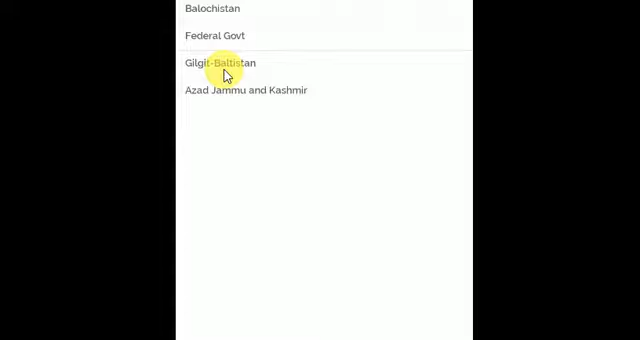 Balochistan
Federal Govt
Gilgit-Baltistan
Azad Jammu and Kashmir